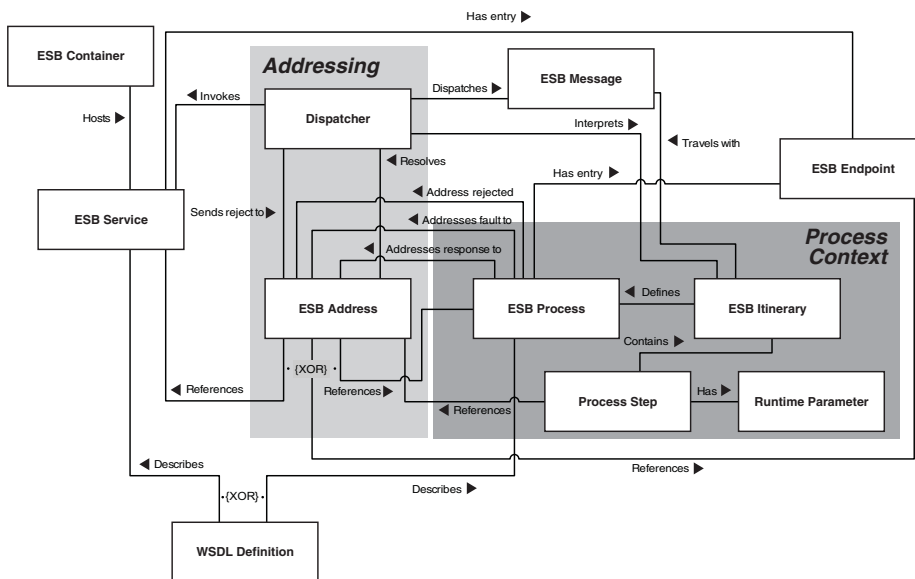 Has entry ▶
ESB Container
Addressing
ESB Message
◀ Invokes
Dispatches ▶
Hosts ▶
Dispatcher
Interprets ▶
◀ Travels with
◀ Resolves
Has entry ▶
ESB Endpoint
◀ Address rejected
ESB Service
Sends reject to ▶
◀ Addresses fault to
Process
Context
◀ Addresses response to
◀ Defines
ESB Address
ESB Process
ESB Itinerary
Contains ▶
{XOR}
◀ References
References ▶
Has ▶
◀ References
Process Step
Runtime Parameter
◀ Describes
References ▶
Describes ▶
{XOR}
WSDL Definition